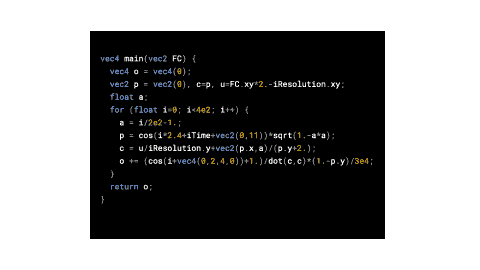 vec4 main(vec2 FC) {
  vec4 o = vec4(0);
  vec2 p = vec2(0), c=p, u=FC.xy*2.-iResolution.xy;
  float a;
  for (float i=0; i<4e2; i++) {
    a = i/2e2-1.;
    p = cos(i*2.4+iTime+vec2(0,11))*sqrt(1.-a*a);
    c = u/iResolution.y+vec2(p.x,a)/(p.y+2.);
    o += (cos(i+vec4(0,2,4,0))+1.)/dot(c,c)*(1.-p.y)/3e4;
  }
  return o;
}